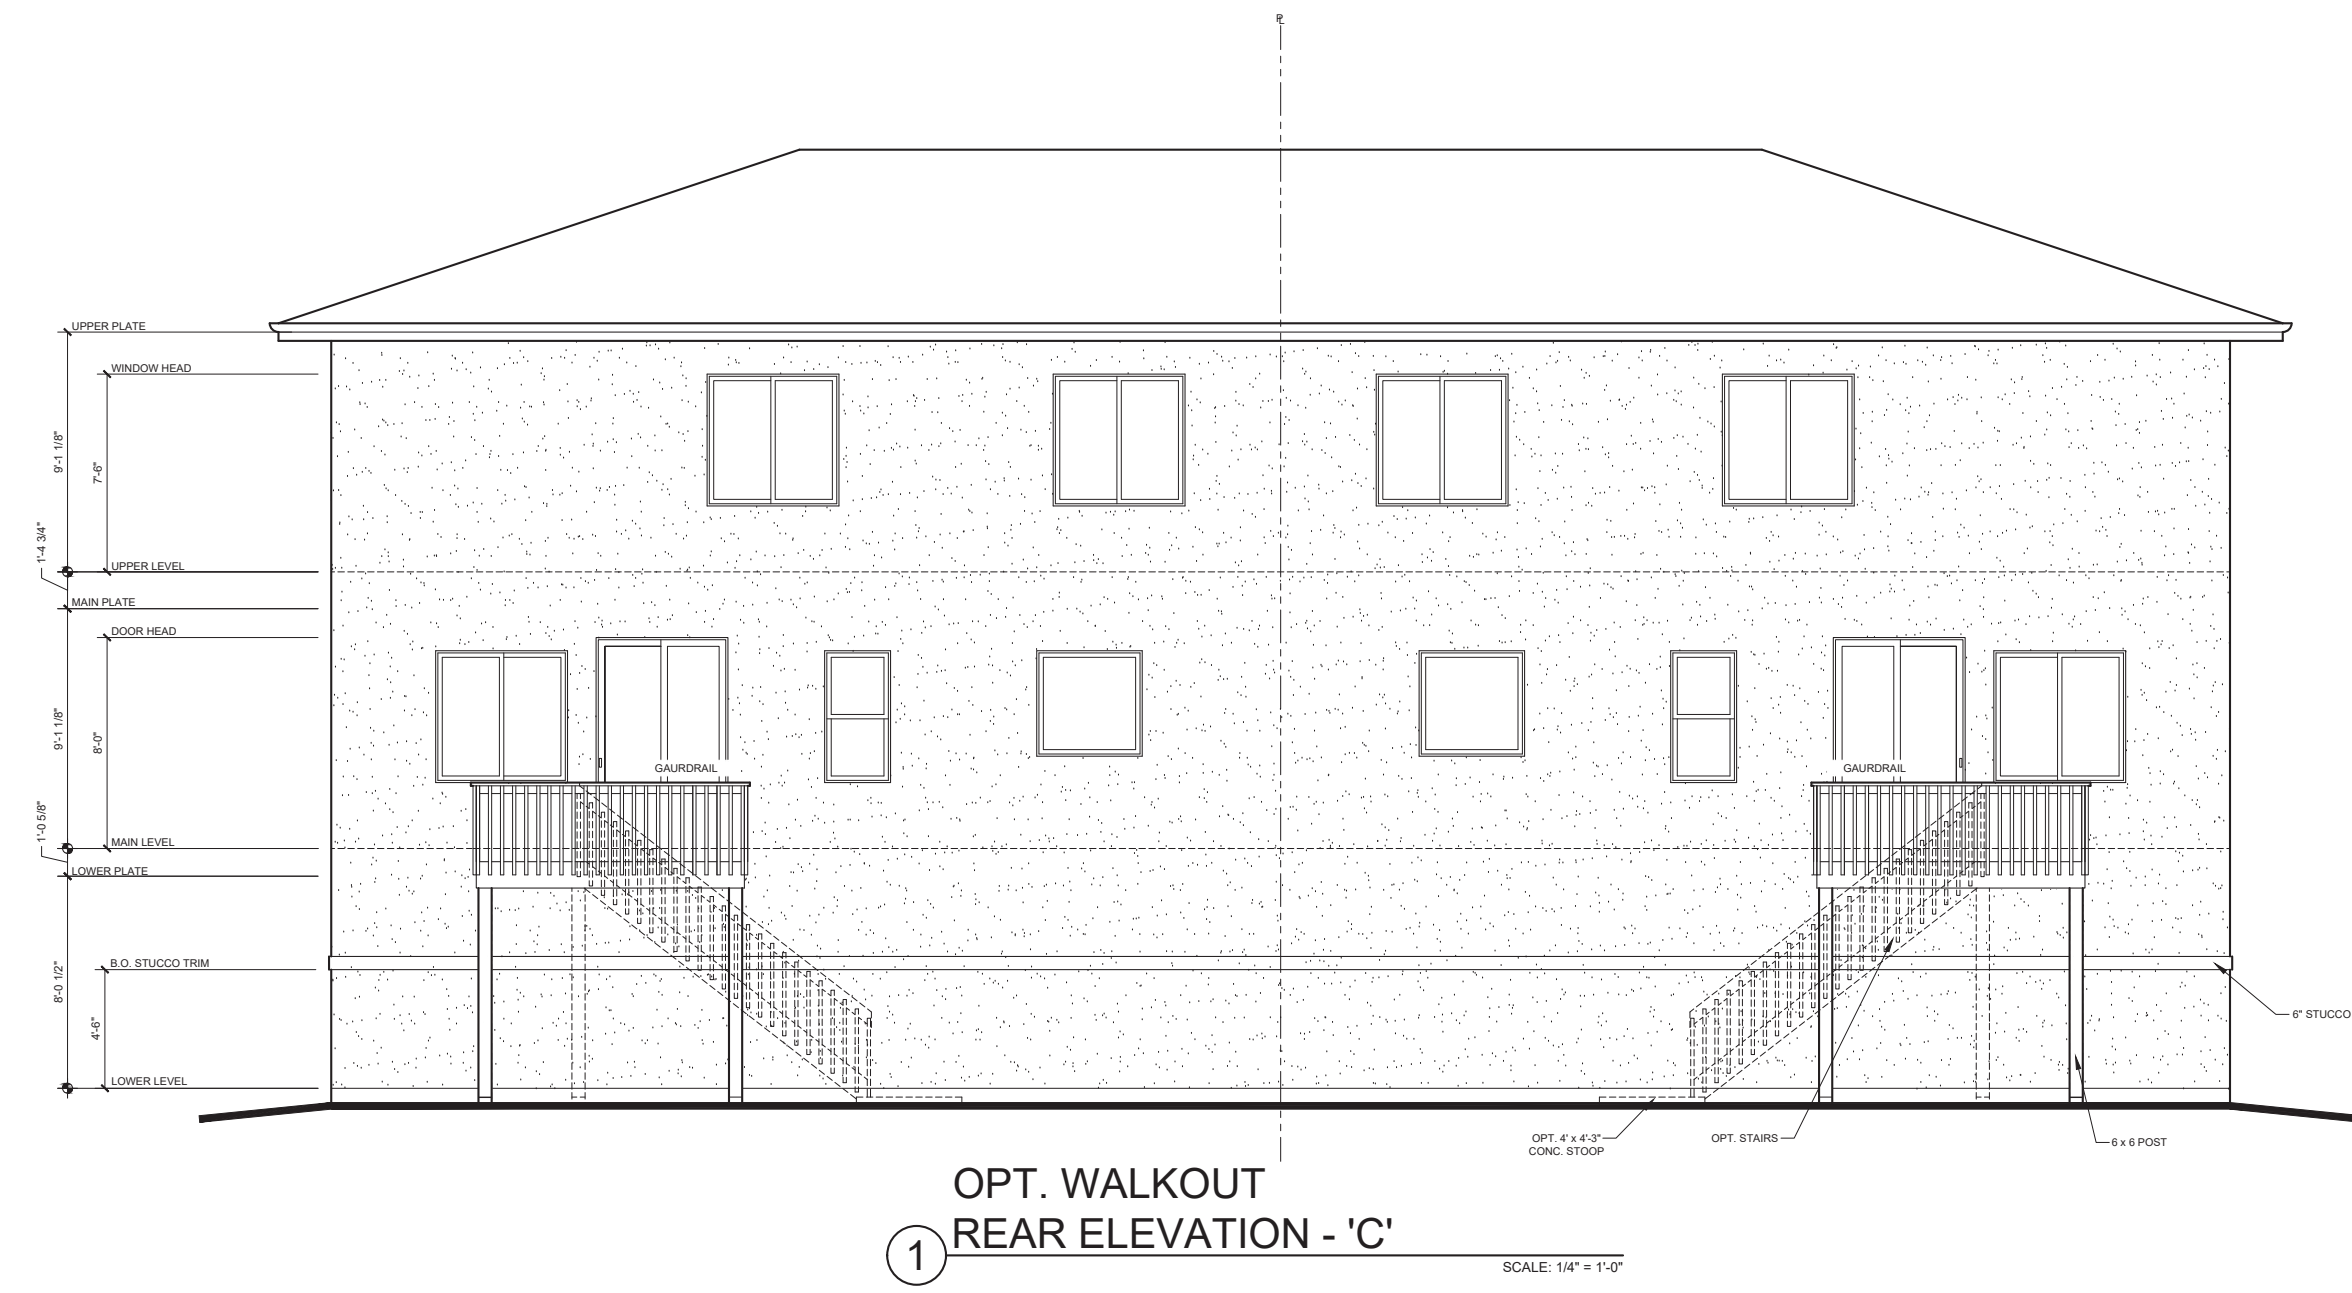 PL
UPPER PLATE
WINDOW HEAD
9'-1 1/8"
7'-6"
1'-4 3/4"
UPPER LEVEL
MAIN PLATE
DOOR HEAD
9'-1 1/8"
8'-0"
GAURDRAIL
GAURDRAIL
1'-0 5/8"
MAIN LEVEL
LOWER PLATE
B.O. STUCCO TRIM
8'-0 1/2"
4'-6"
LOWER LEVEL
6" STUCCO
OPT. 4' x 4'-3"
CONC. STOOP
OPT. STAIRS
6 x 6 POST
OPT. WALKOUT
1 REAR ELEVATION - 'C'
SCALE: 1/4" = 1'-0"